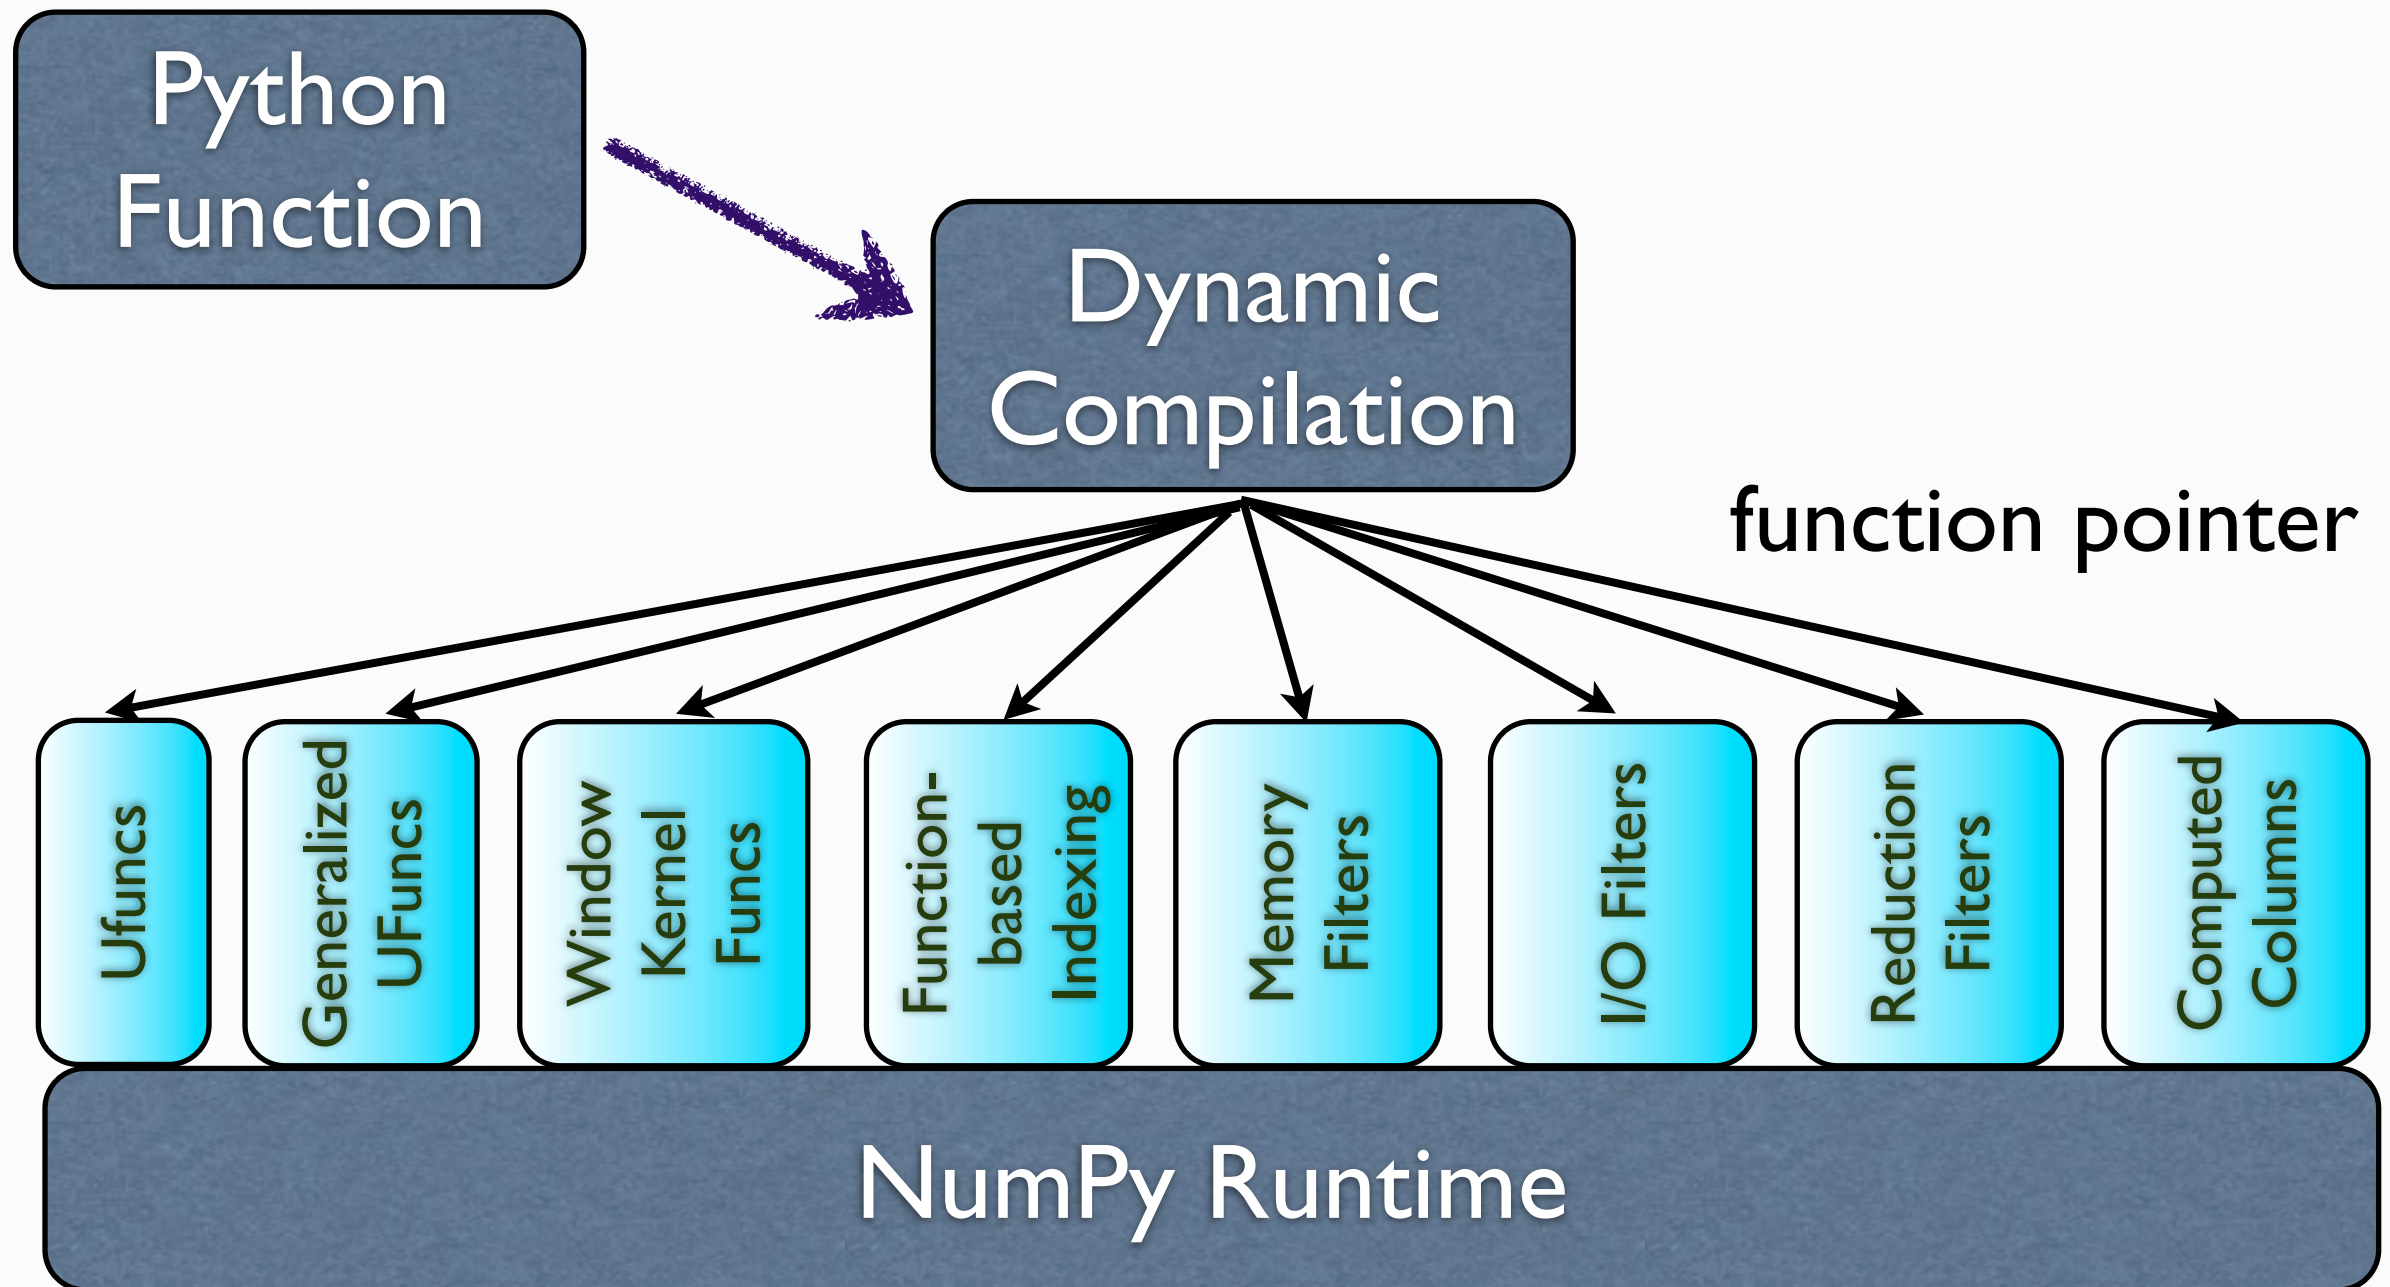 Python
Function
Dynamic
Compilation
function pointer
Ufuncs
Generalized
UFuncs
Window
Kernel
Funcs
Function-
based
Indexing
Memory
Filters
I/O Filters
Reduction
Filters
Computed
Columns
NumPy Runtime